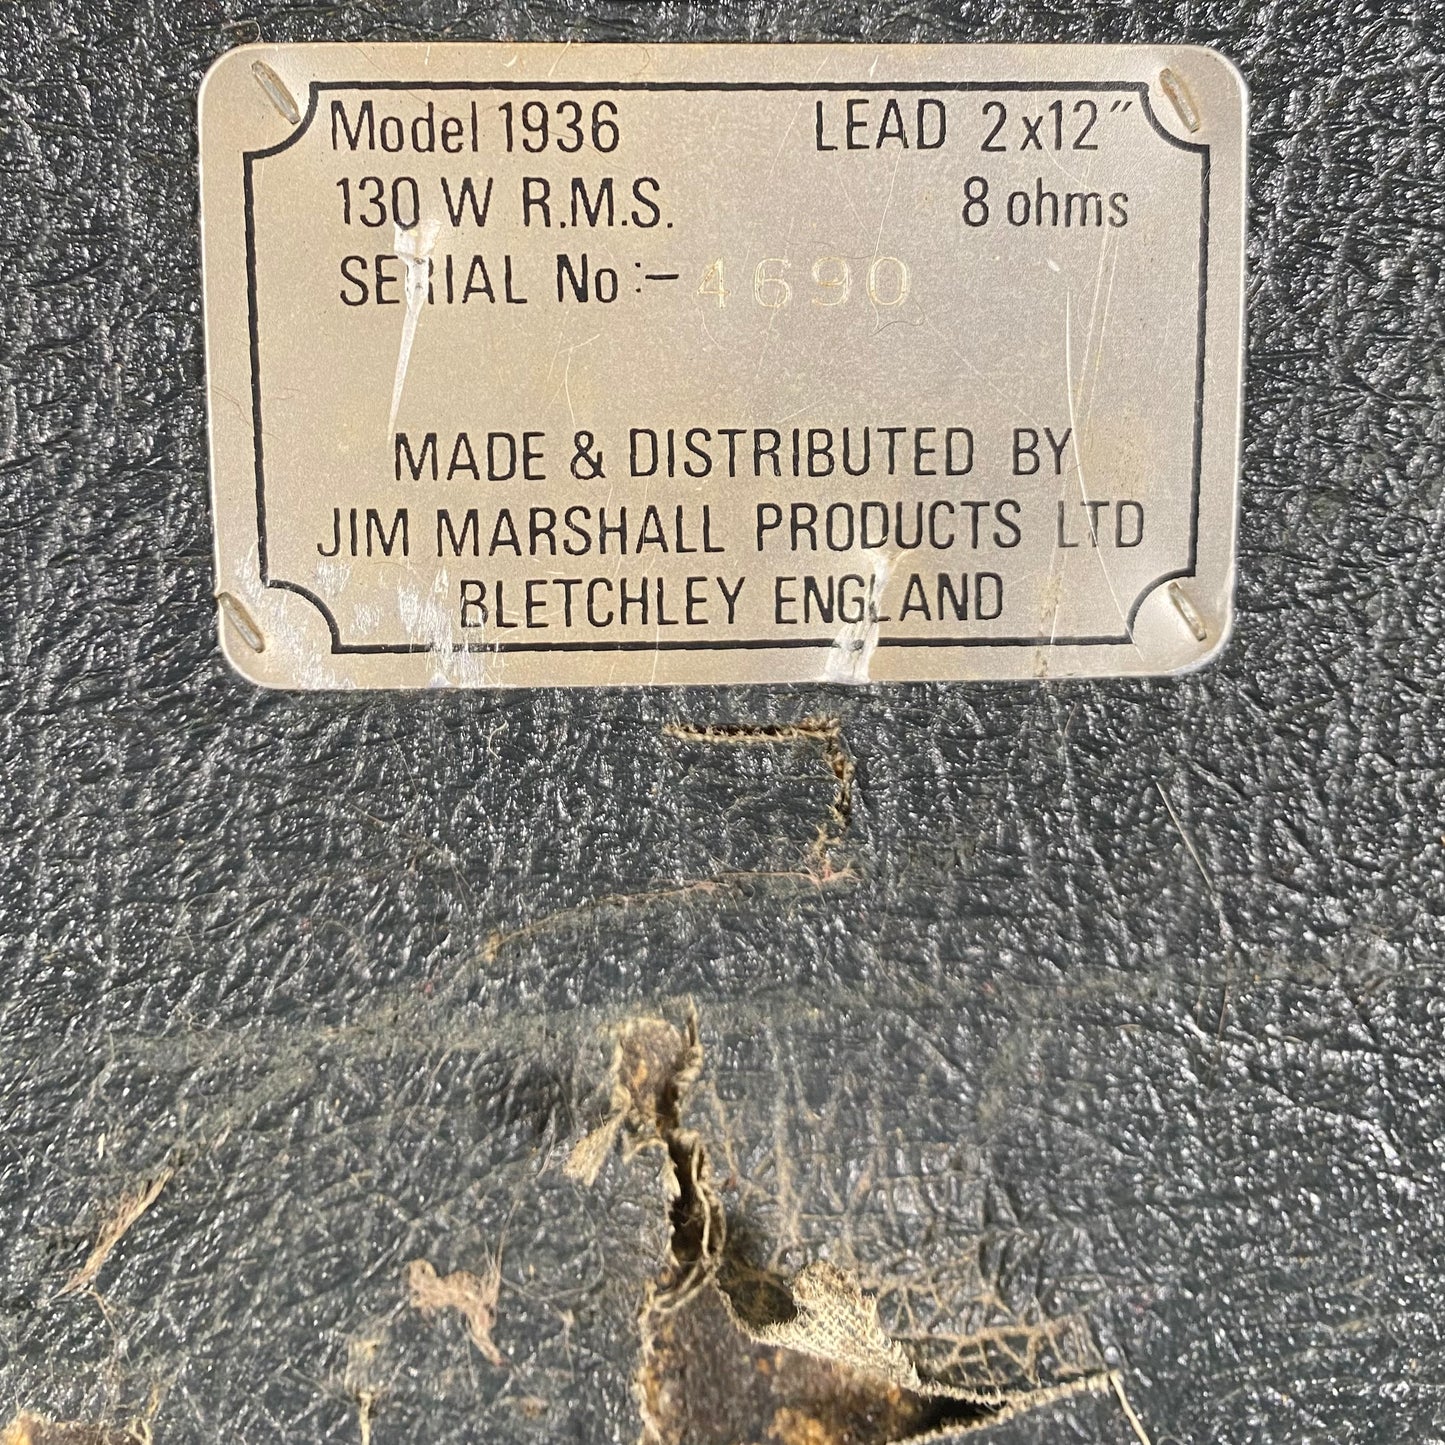 Model 1936 LEAD 2x12"
130 W R.M.S. 8 ohms
SERIAL No:- 4690
MADE & DISTRIBUTED BY
JIM MARSHALL PRODUCTS LTD
BLETCHLEY ENGLAND